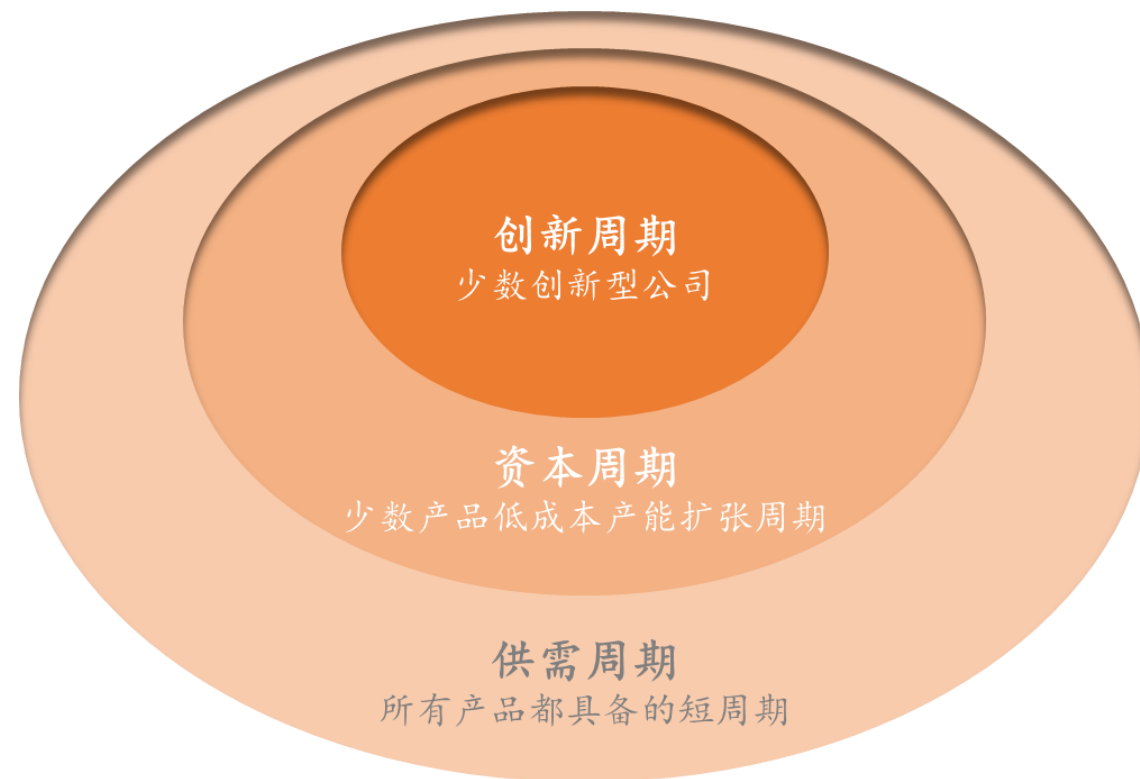 创新周期
少数创新型公司
资本周期
少数产品低成本产能扩张周期
供需周期
所有产品都具备的短周期